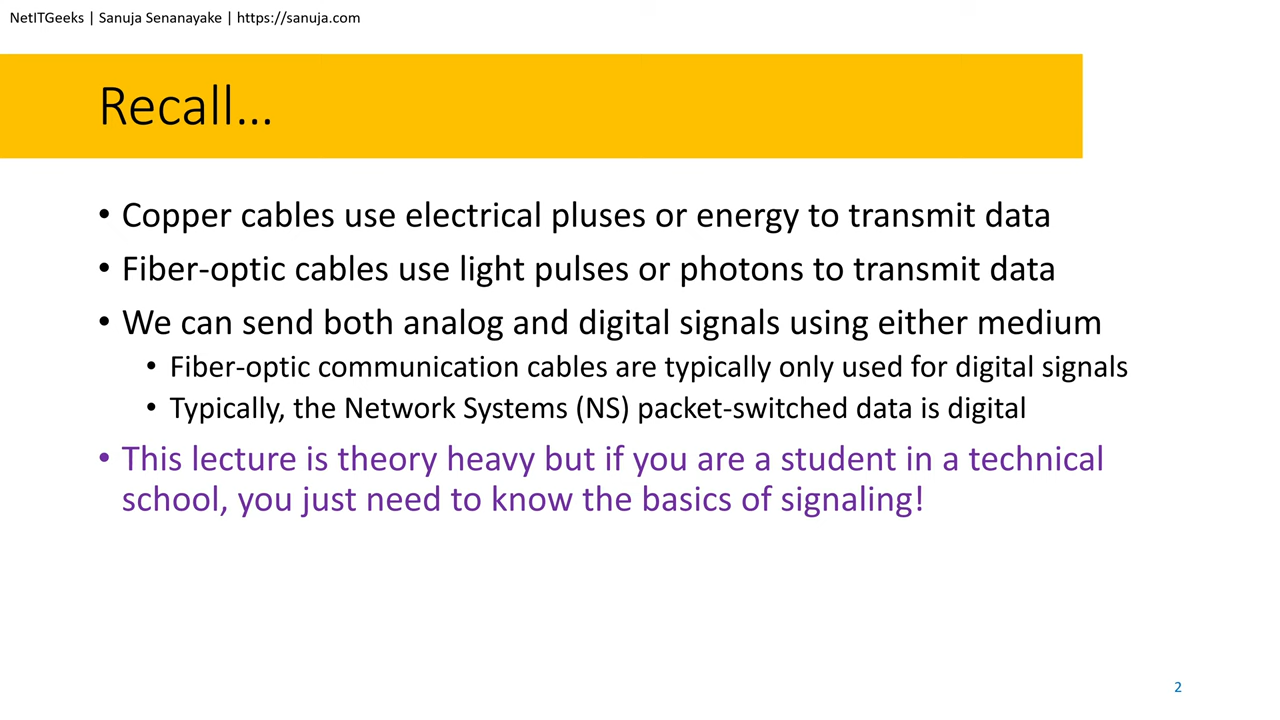 NetITGeeks | Sanuja Senanayake | https://sanuja.com
Recall...
• Copper cables use electrical pluses or energy to transmit data
• Fiber-optic cables use light pulses or photons to transmit data
• We can send both analog and digital signals using either medium
• Fiber-optic communication cables are typically only used for digital signals
• Typically, the Network Systems (NS) packet-switched data is digital
• This lecture is theory heavy but if you are a student in a technical
school, you just need to know the basics of signaling!
2